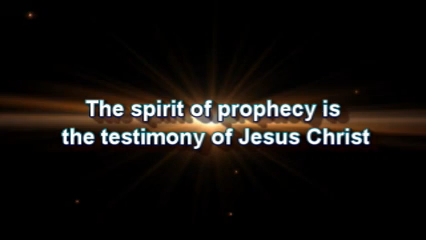 The spirit of prophecy is
the testimony of Jesus Christ